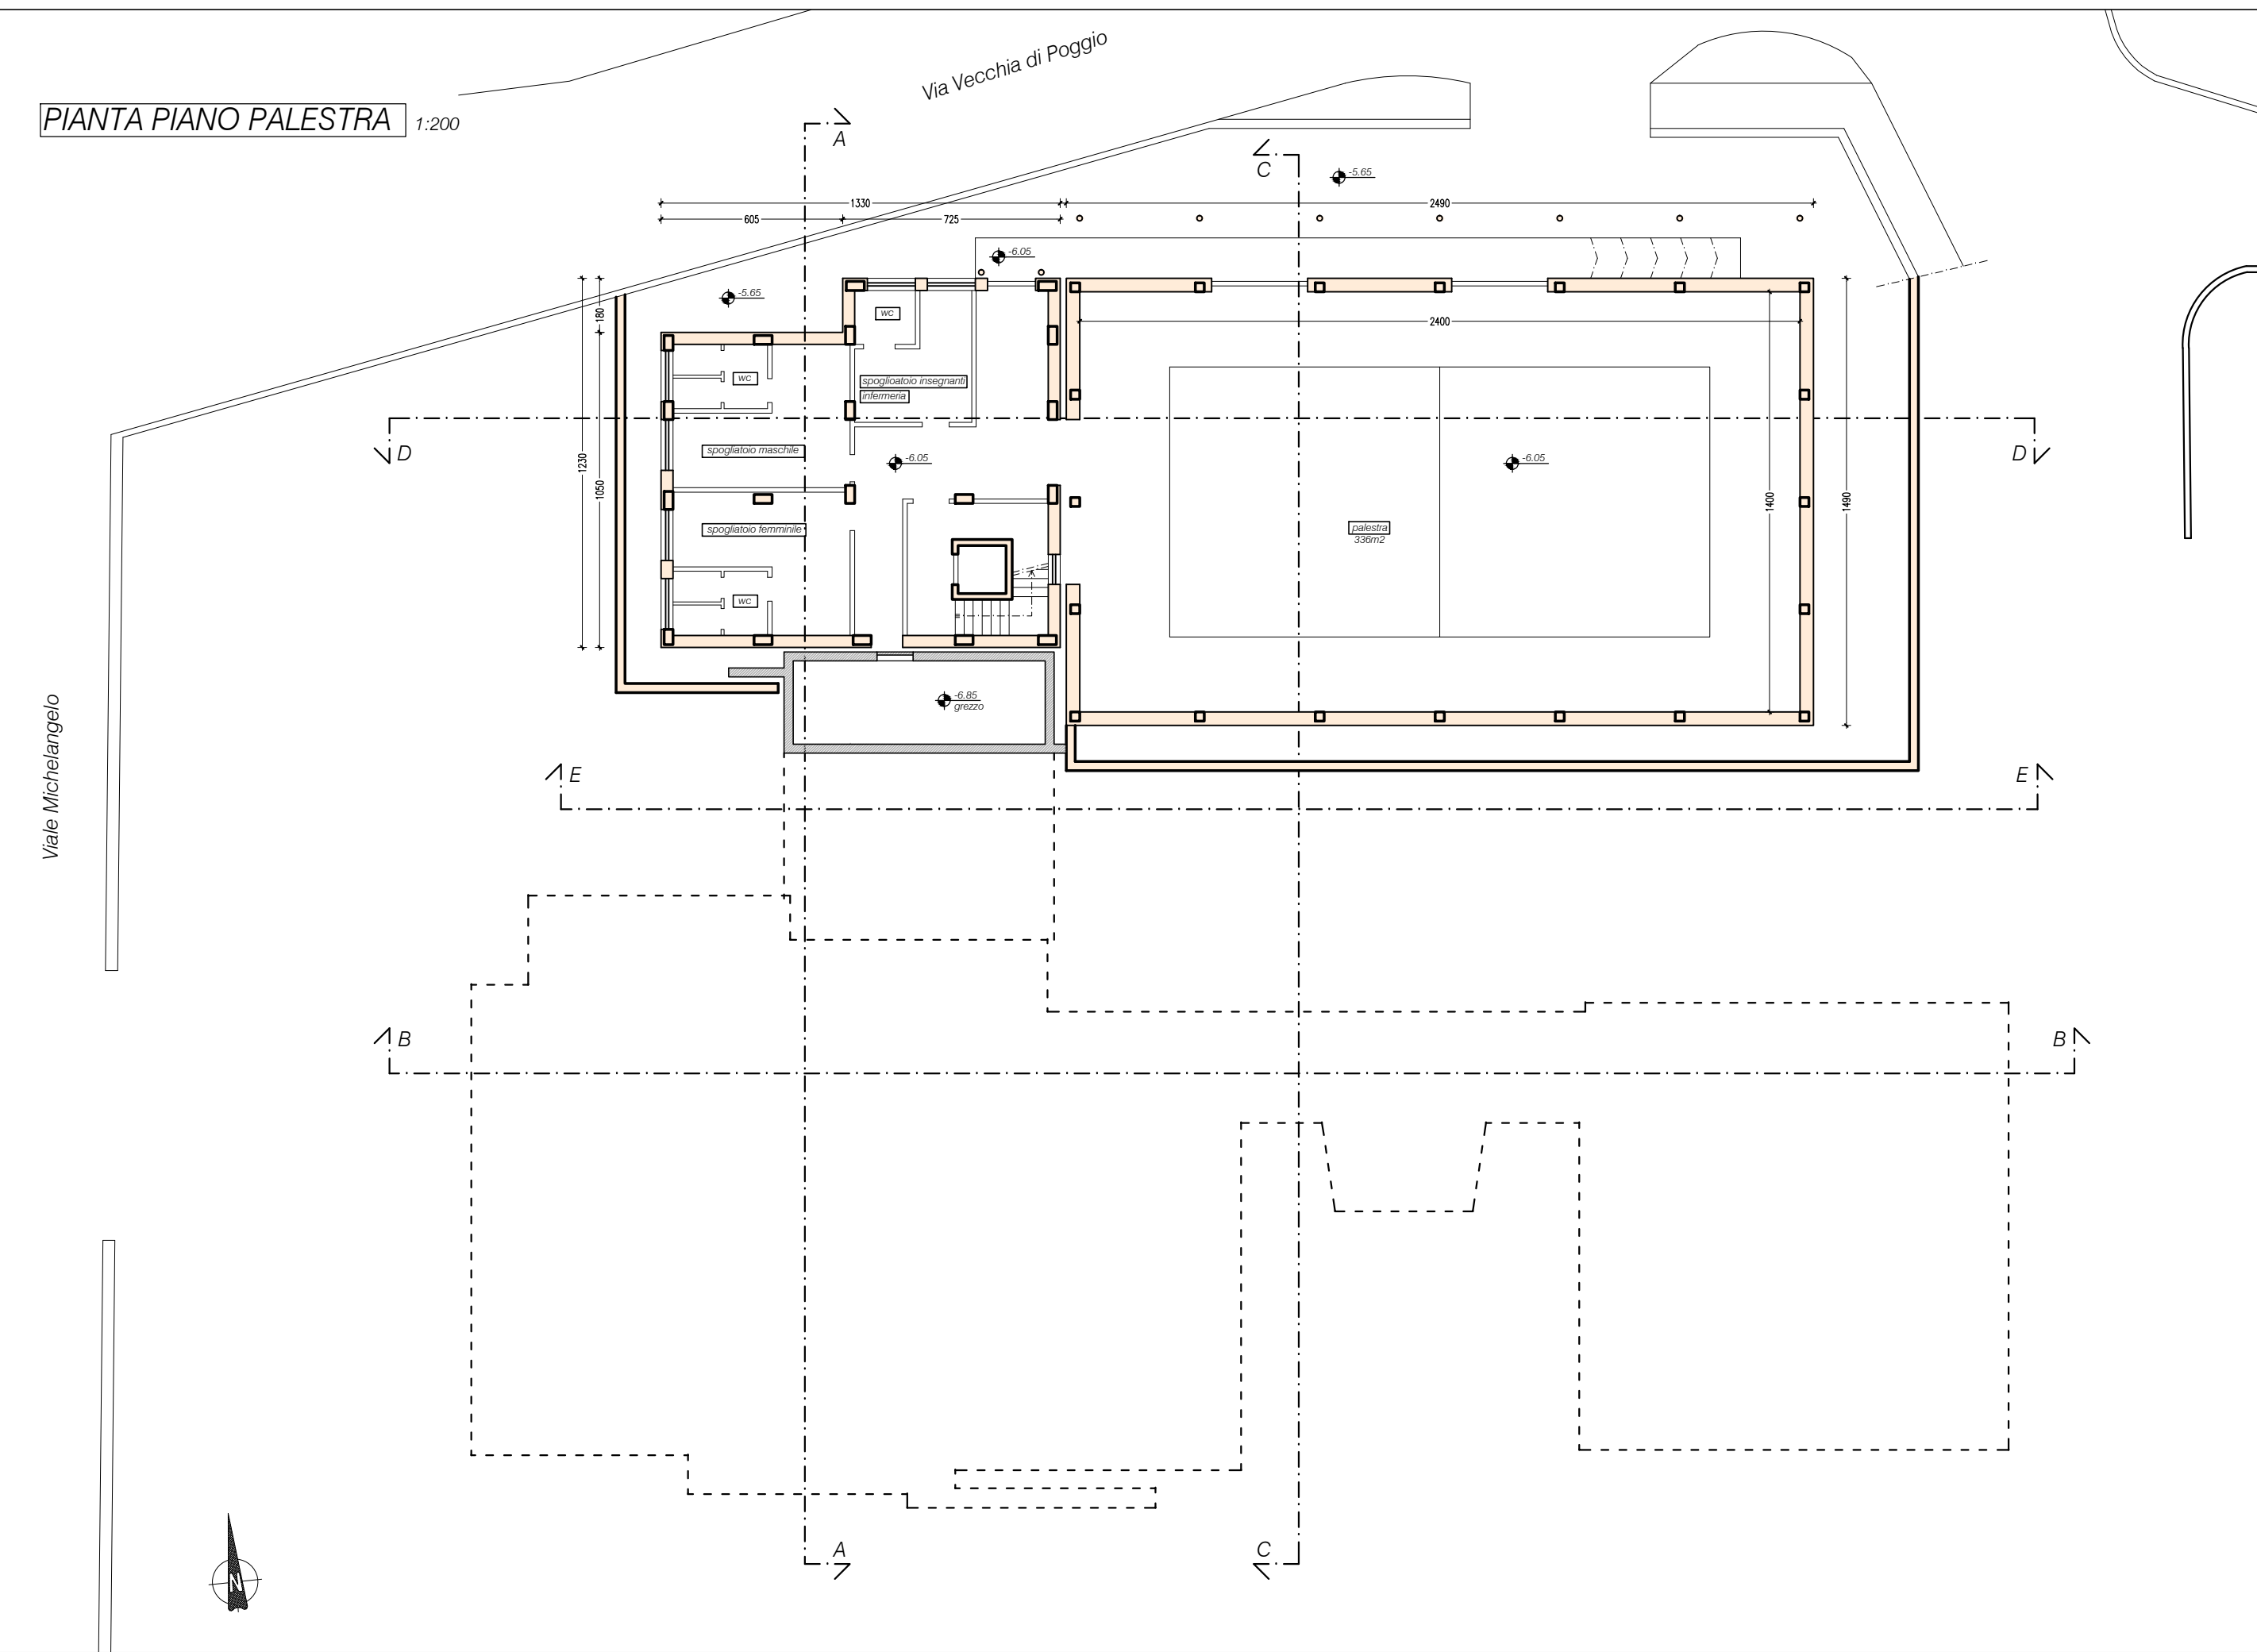 Via Vecchia di Poggio
PIANTA PIANO PALESTRA 1:200
A
C
-5.65
1330
2490
605
725
-6.05
-5.65
180
wc
2400
wc
spoglioatoio insegnanti
infermeria
D
D
spogliatoio maschile
-6.05
-6.05
1230
1050
1400
1490
spogliatoio femminile
palestra
336m2
wc
-6.85
grezzo
Viale Michelangelo
E
E
B
B
A
C
N